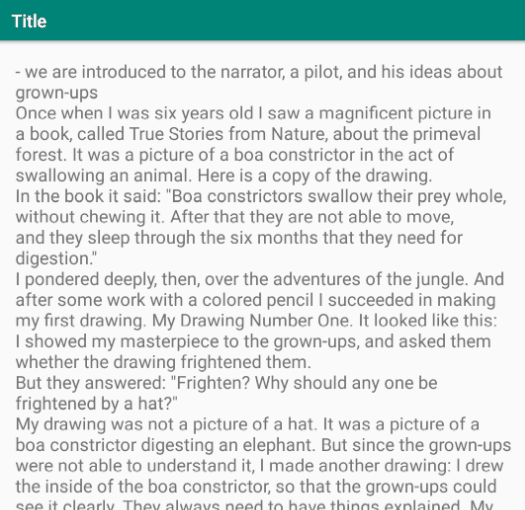 Title
- we are introduced to the narrator, a pilot, and his ideas about
grown-ups
Once when I was six years old I saw a magnificent picture in
a book, called True Stories from Nature, about the primeval
forest. It was a picture of a boa constrictor in the act of
swallowing an animal. Here is a copy of the drawing.
In the book it said: "Boa constrictors swallow their prey whole,
without chewing it. After that they are not able to move,
and they sleep through the six months that they need for
digestion."
I pondered deeply, then, over the adventures of the jungle. And
after some work with a colored pencil I succeeded in making
my first drawing. My Drawing Number One. It looked like this:
I showed my masterpiece to the grown-ups, and asked them
whether the drawing frightened them.
But they answered: "Frighten? Why should any one be
frightened by a hat?"
My drawing was not a picture of a hat. It was a picture of a
boa constrictor digesting an elephant. But since the grown-ups
were not able to understand it, I made another drawing: I drew
the inside of the boa constrictor, so that the grown-ups could
see it clearly. They always need to have things explained. My